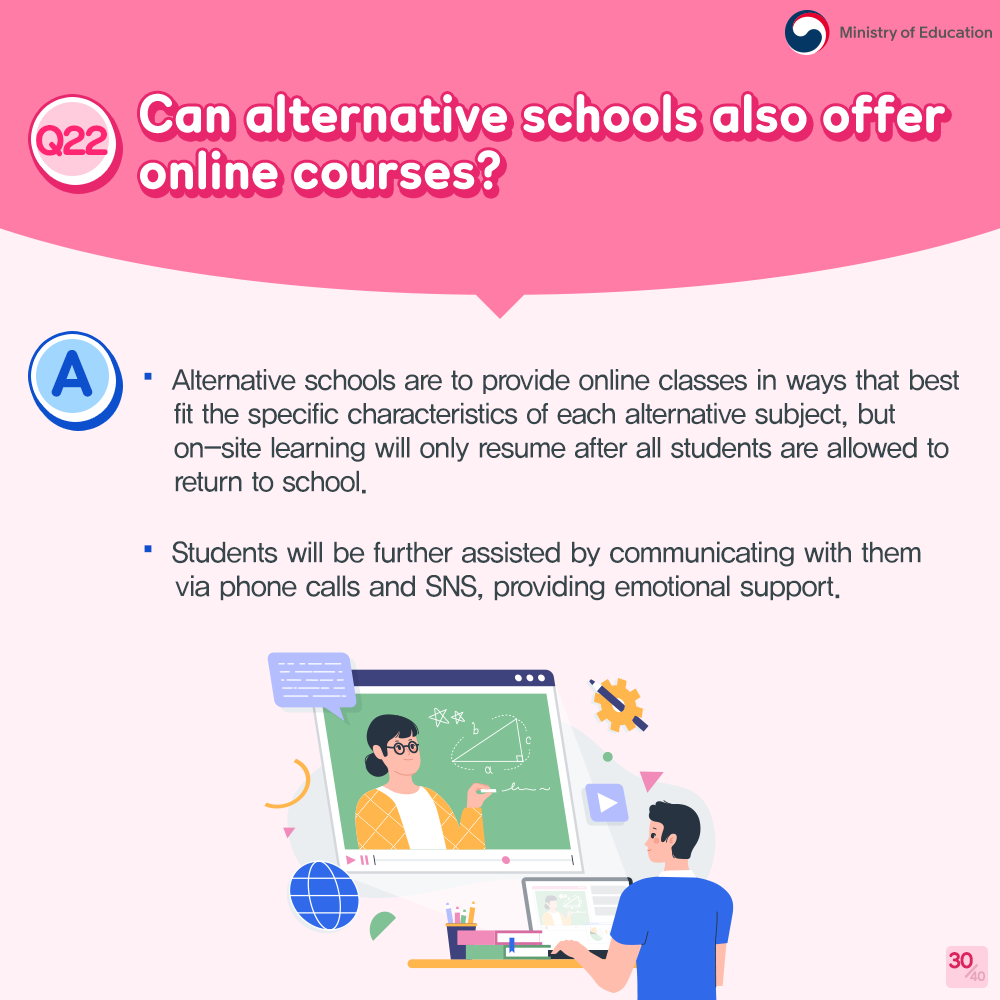 Ministry of Education
Q22
Can alternative schools also offer
online courses?
A
▪ Alternative schools are to provide online classes in ways that best
fit the specific characteristics of each alternative subject, but
on-site learning will only resume after all students are allowed to
return to school.
▪ Students will be further assisted by communicating with them
via phone calls and SNS, providing emotional support.
b
c
a
30/40